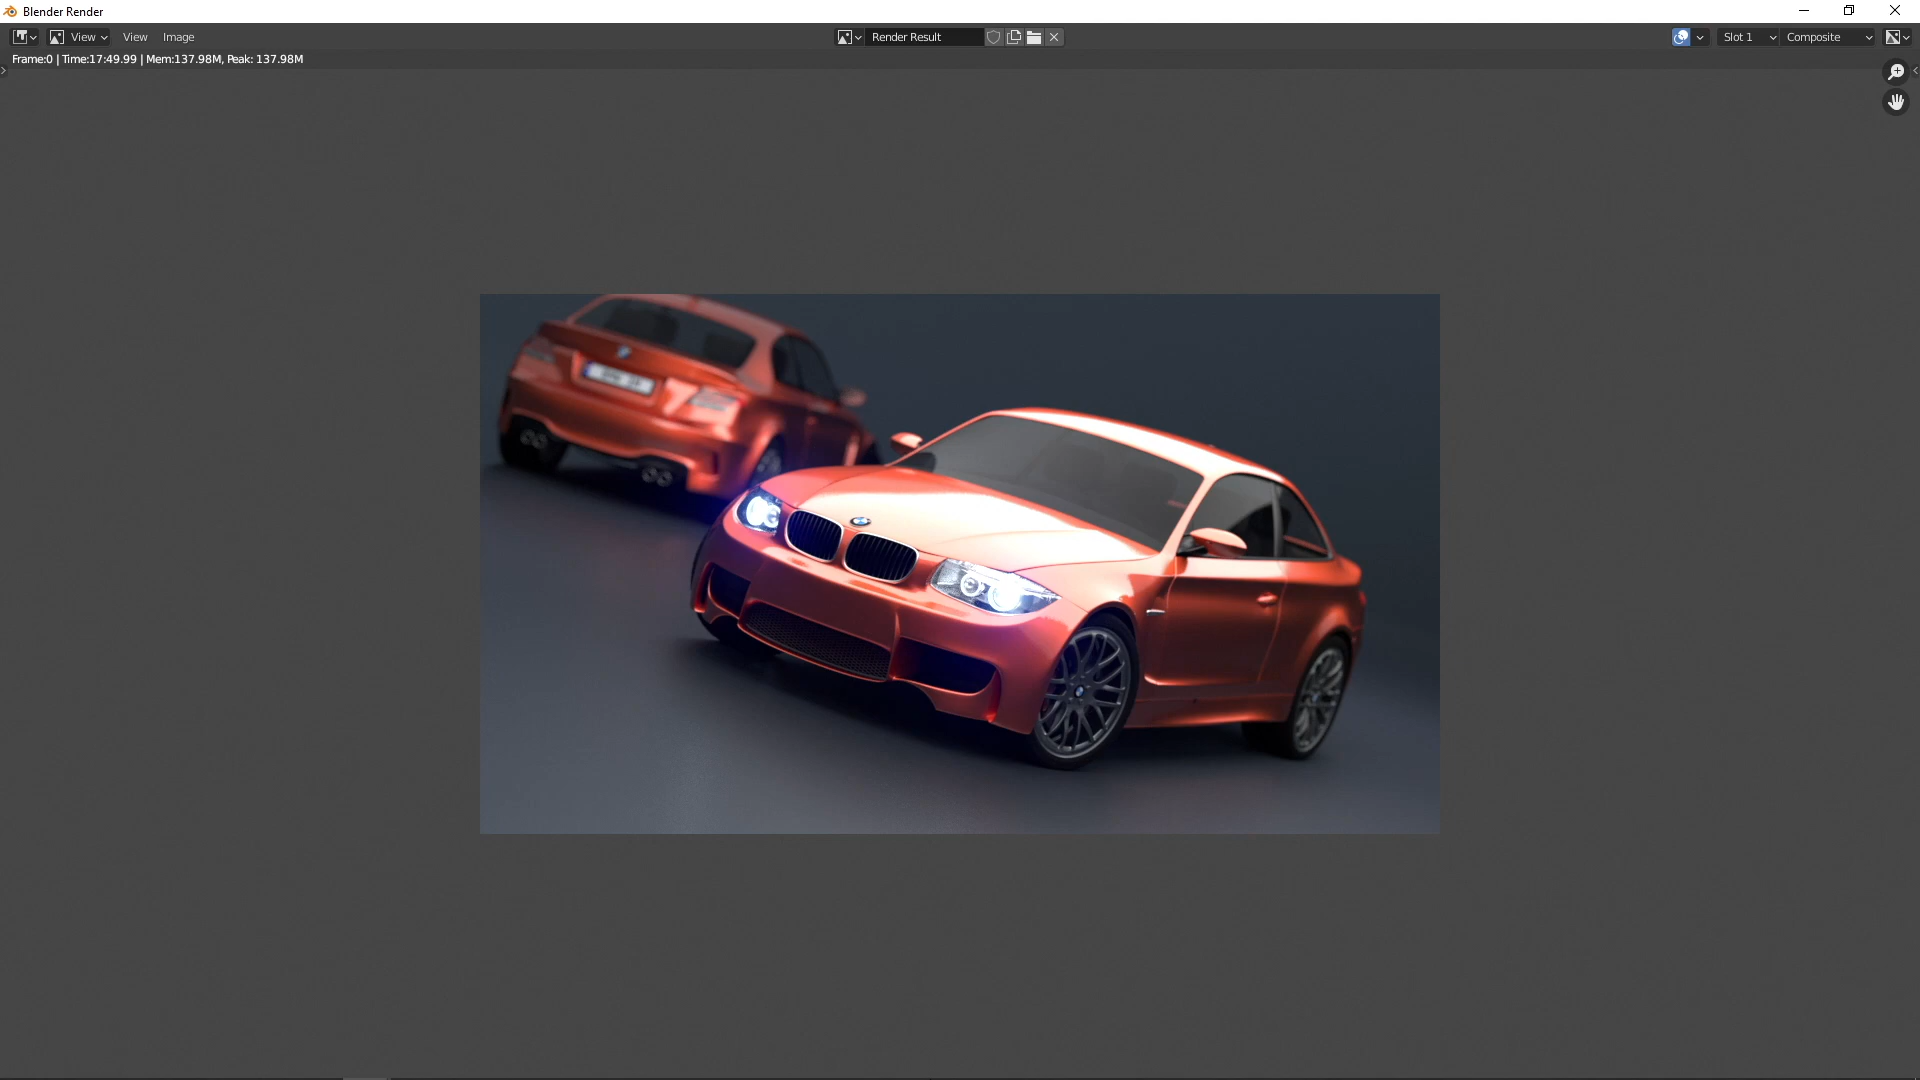 Blender Render
View View Image Render Result Slot 1 Composite
Frame:0 | Time:17:49.99 | Mem:137.98M, Peak: 137.98M